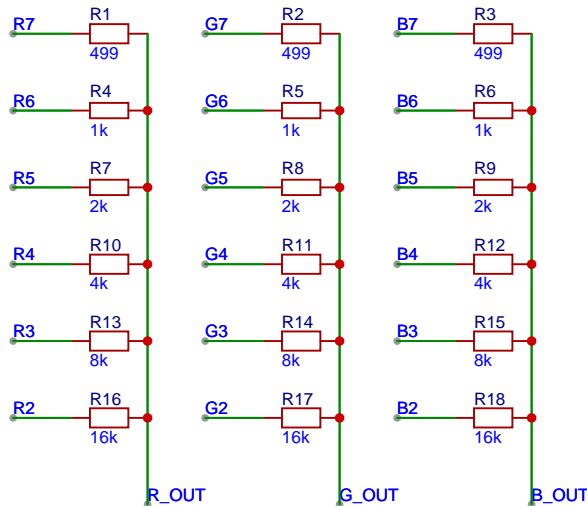 R7 R1 G7 R2 B7 R3
499 499 499
R6 R4 G6 R5 B6 R6
1k 1k 1k
R5 R7 G5 R8 B5 R9
2k 2k 2k
R4 R10 G4 R11 B4 R12
4k 4k 4k
R3 R13 G3 R14 B3 R15
8k 8k 8k
R2 R16 G2 R17 B2 R18
16k 16k 16k
R_OUT G_OUT B_OUT